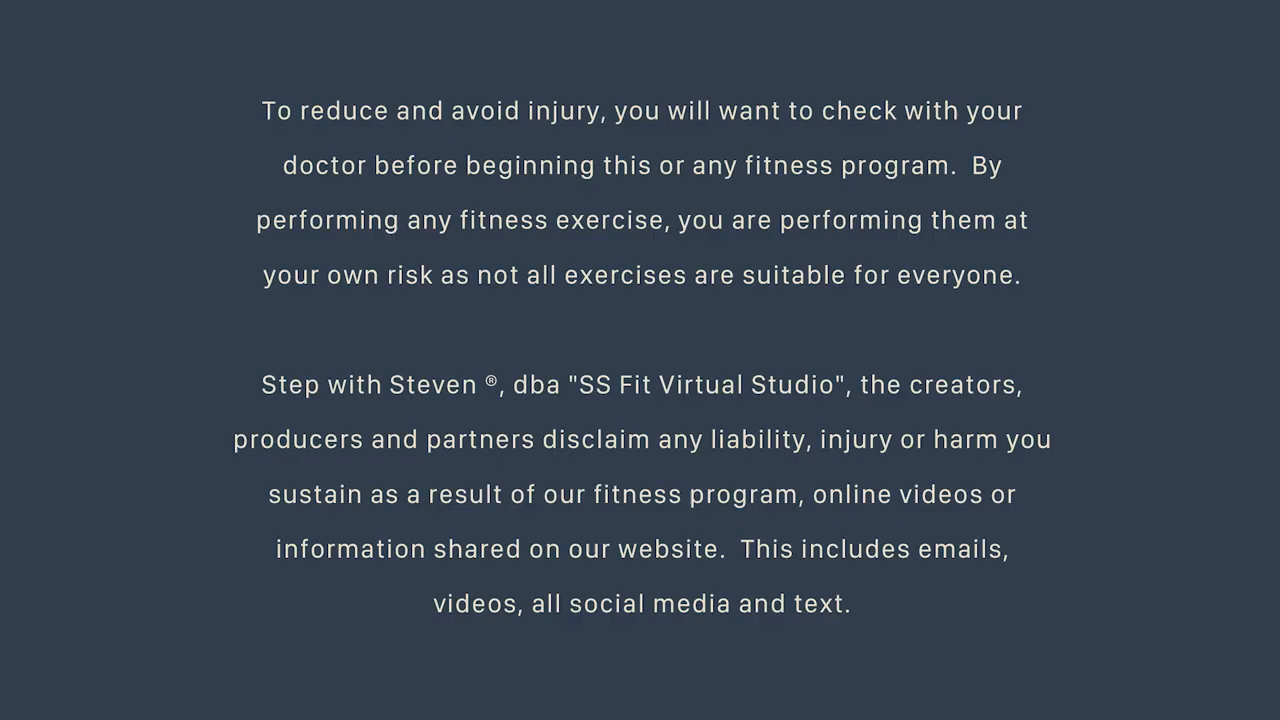 To reduce and avoid injury, you will want to check with your
doctor before beginning this or any fitness program.  By
performing any fitness exercise, you are performing them at
your own risk as not all exercises are suitable for everyone.
Step with Steven ®, dba "SS Fit Virtual Studio", the creators,
producers and partners disclaim any liability, injury or harm you
sustain as a result of our fitness program, online videos or
information shared on our website.  This includes emails,
videos, all social media and text.